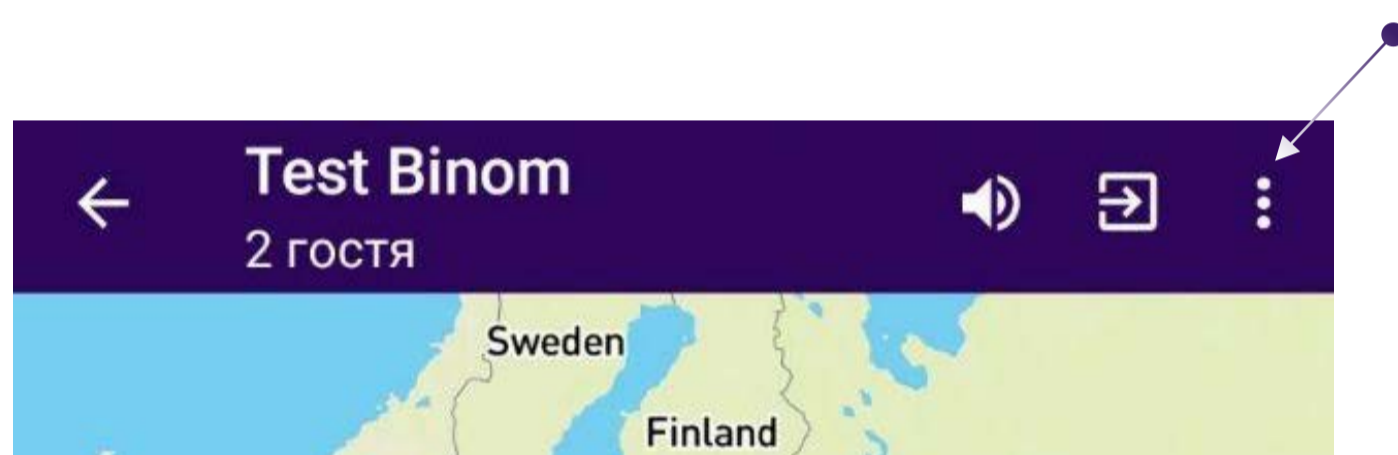 Test Binom
2 гостя
Sweden
Finland